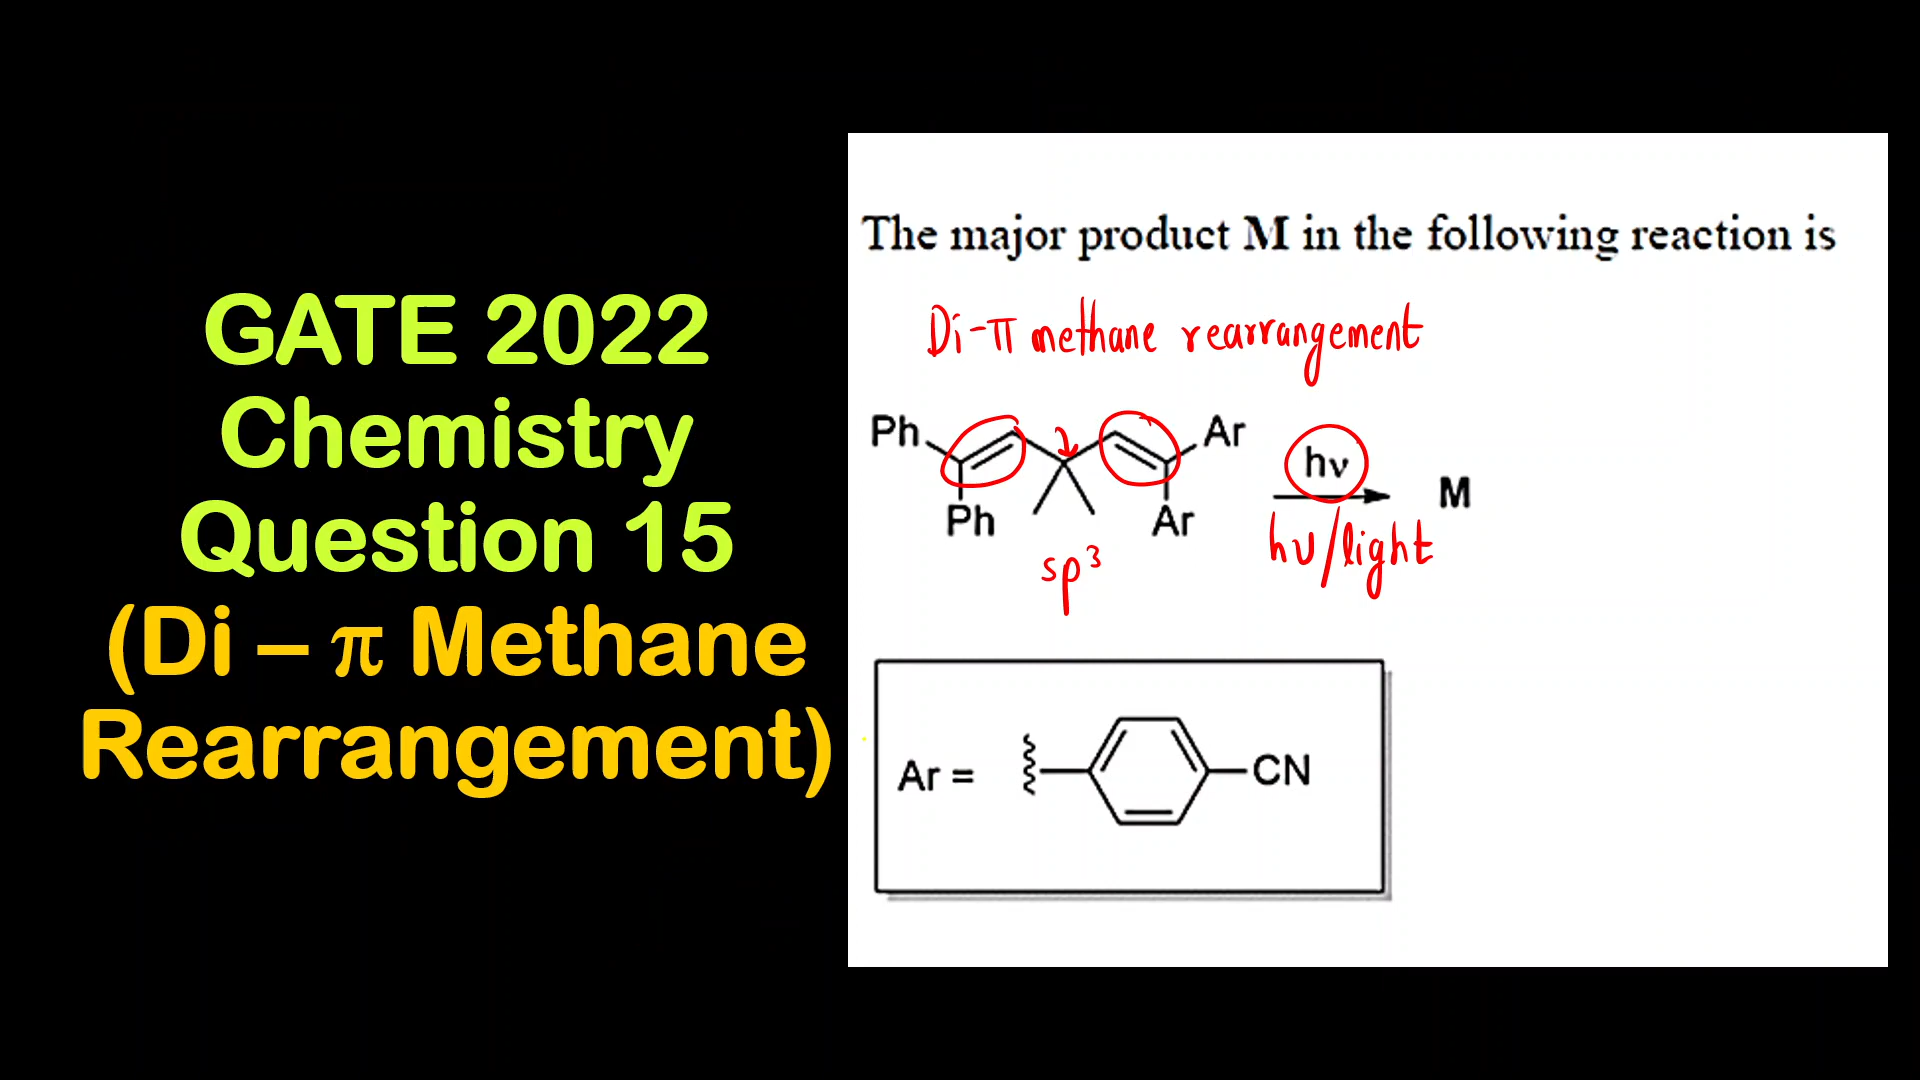 GATE 2022
Chemistry
Question 15
(Di – π Methane
Rearrangement)
The major product M in the following reaction is
Di-π methane rearrangement
Ph Ar hν M
Ph Ar
sp³ hν/light
Ar = CN